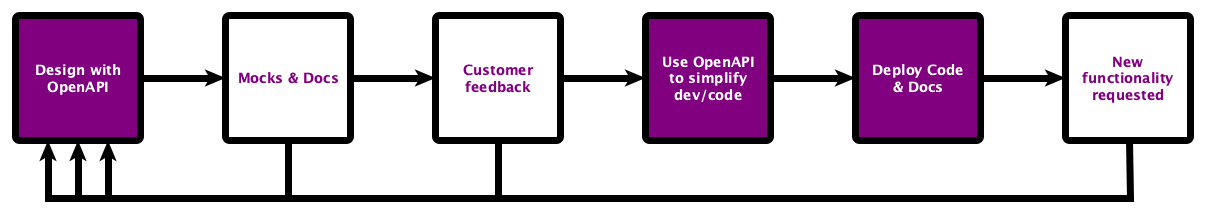 Design with
OpenAPI
Mocks & Docs
Customer
feedback
Use OpenAPI
to simplify
dev/code
Deploy Code
& Docs
New
functionality
requested